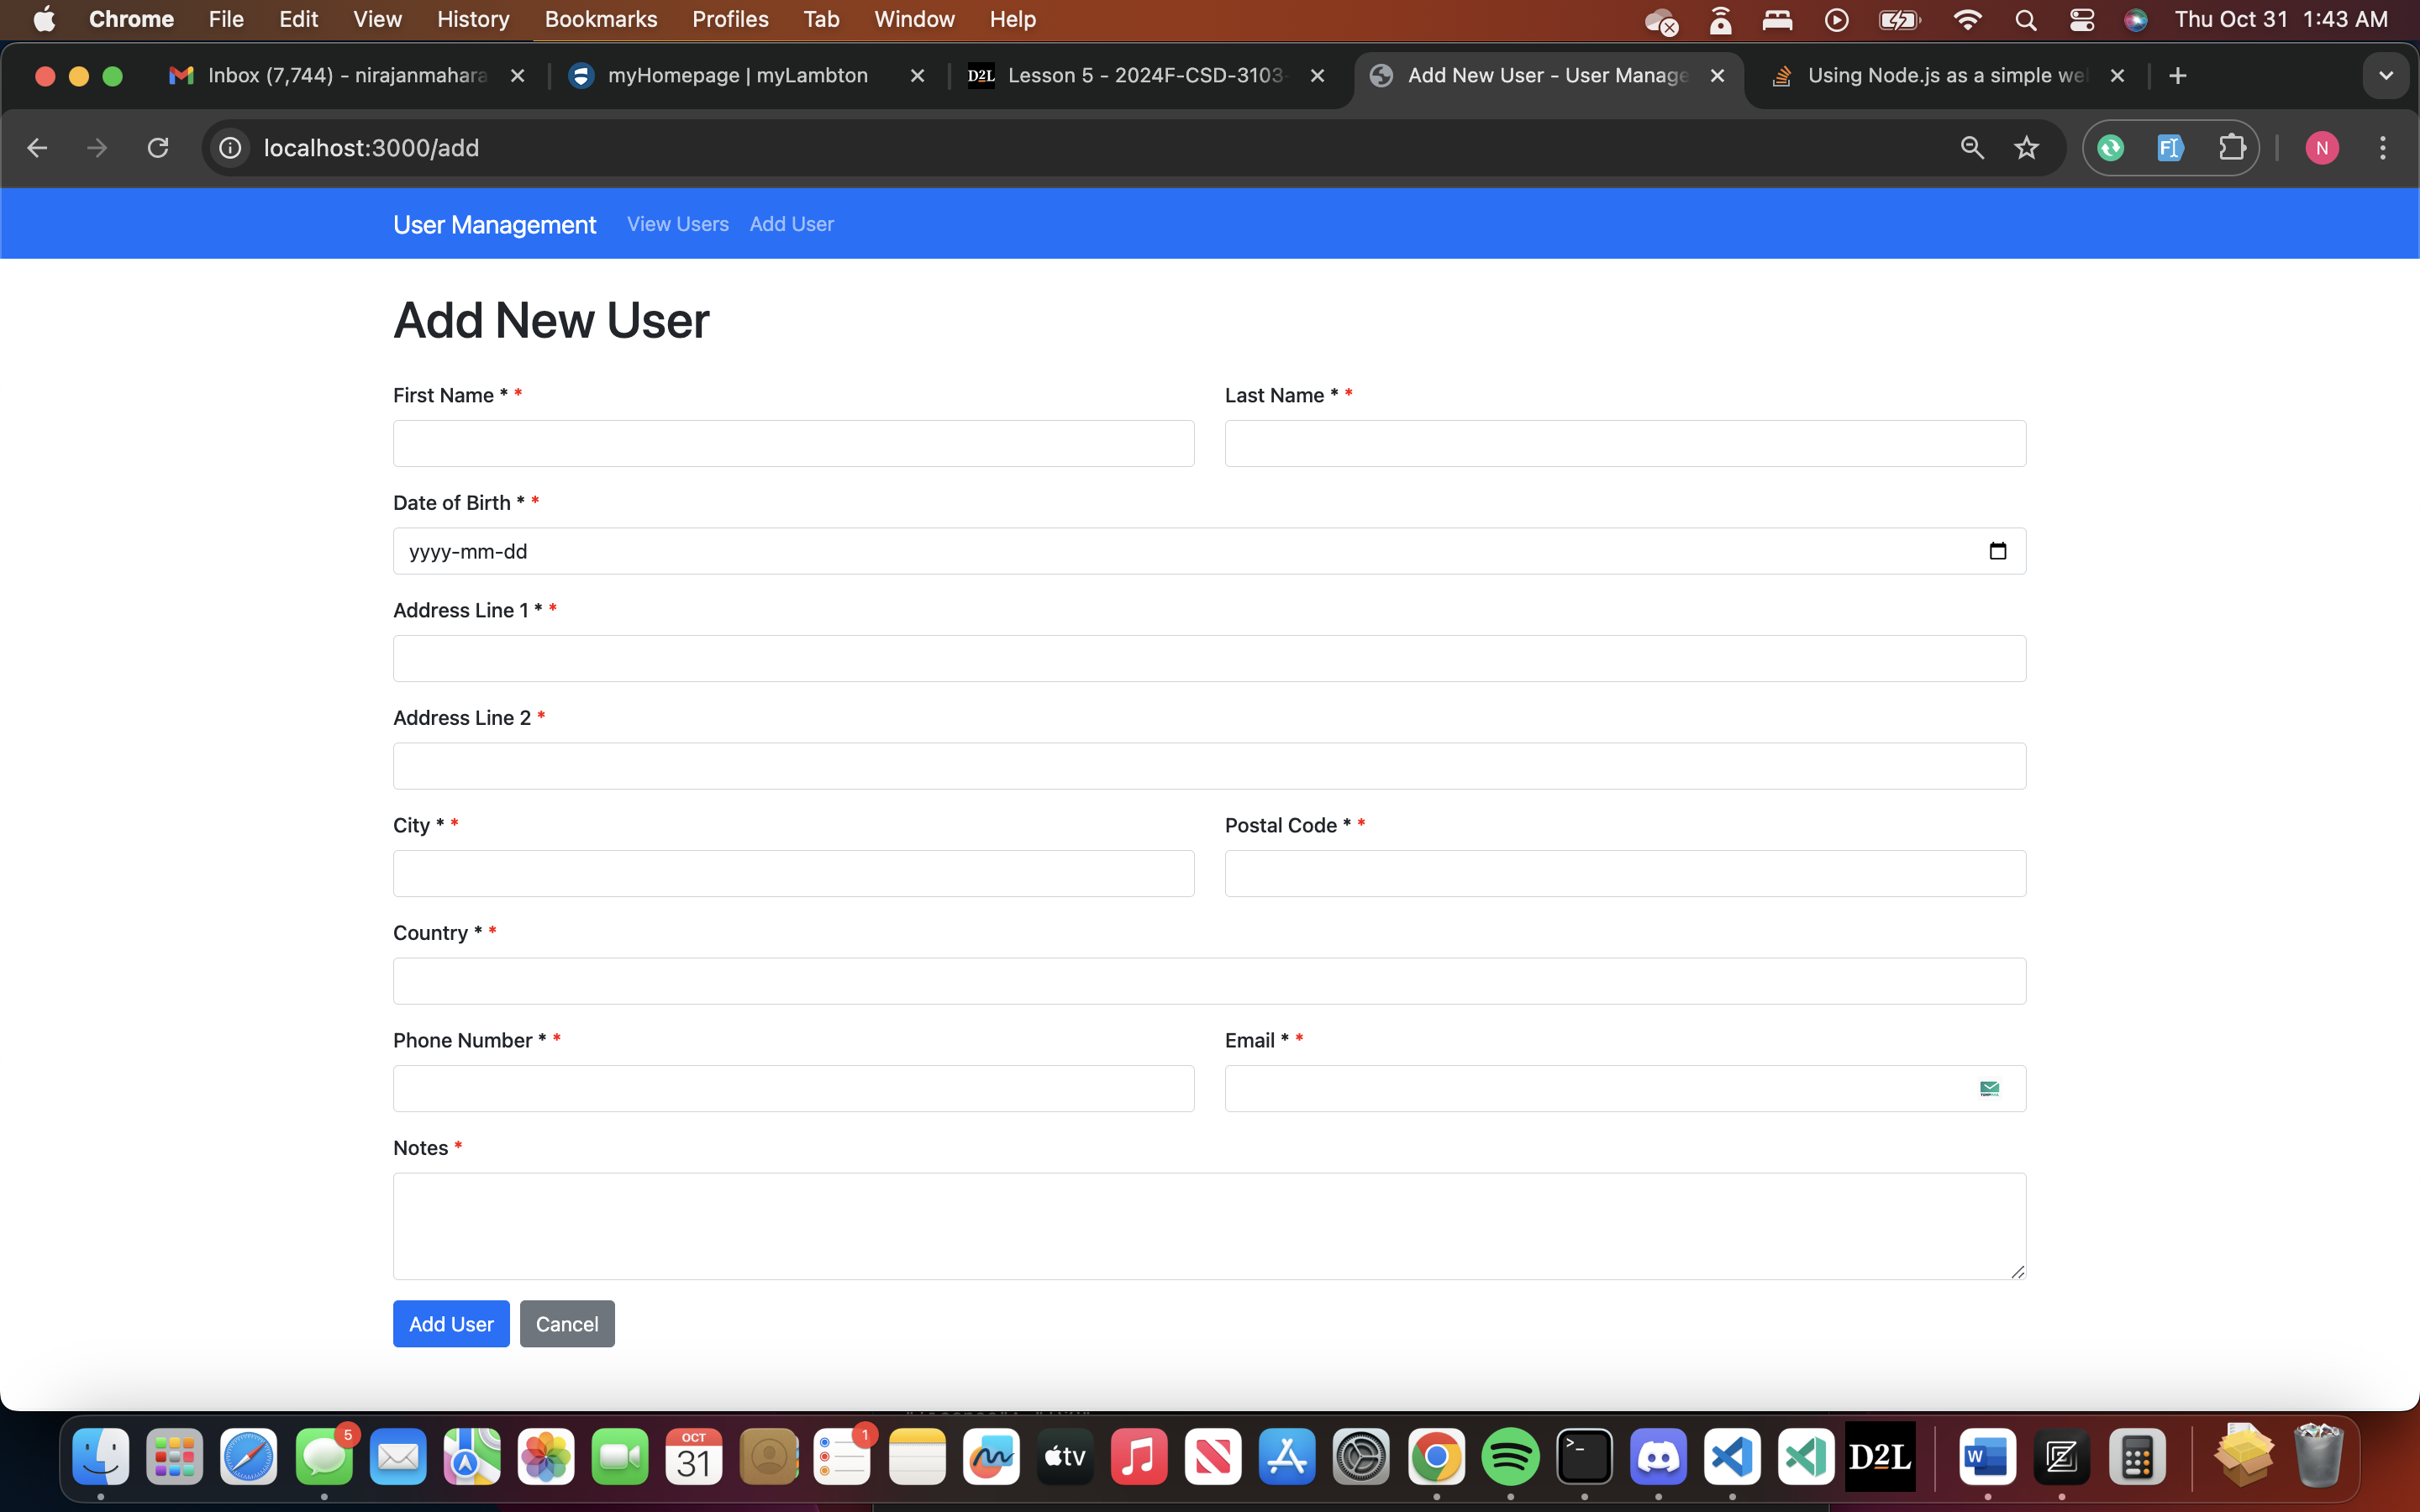 Chrome File Edit View History Bookmarks Profiles Tab Window Help Thu Oct 31 1:43 AM
Inbox (7,744) - nirajanmahara myHomepage | myLambton D2L Lesson 5 - 2024F-CSD-3103- Add New User - User Manage Using Node.js as a simple we
localhost:3000/add N
User Management View Users Add User
Add New User
First Name * * Last Name * *
Date of Birth * *
yyyy-mm-dd
Address Line 1 * *
Address Line 2 *
City * * Postal Code * *
Country * *
Phone Number * * Email * *
Notes *
Add User Cancel
5 OCT 31 1 tv D2L W